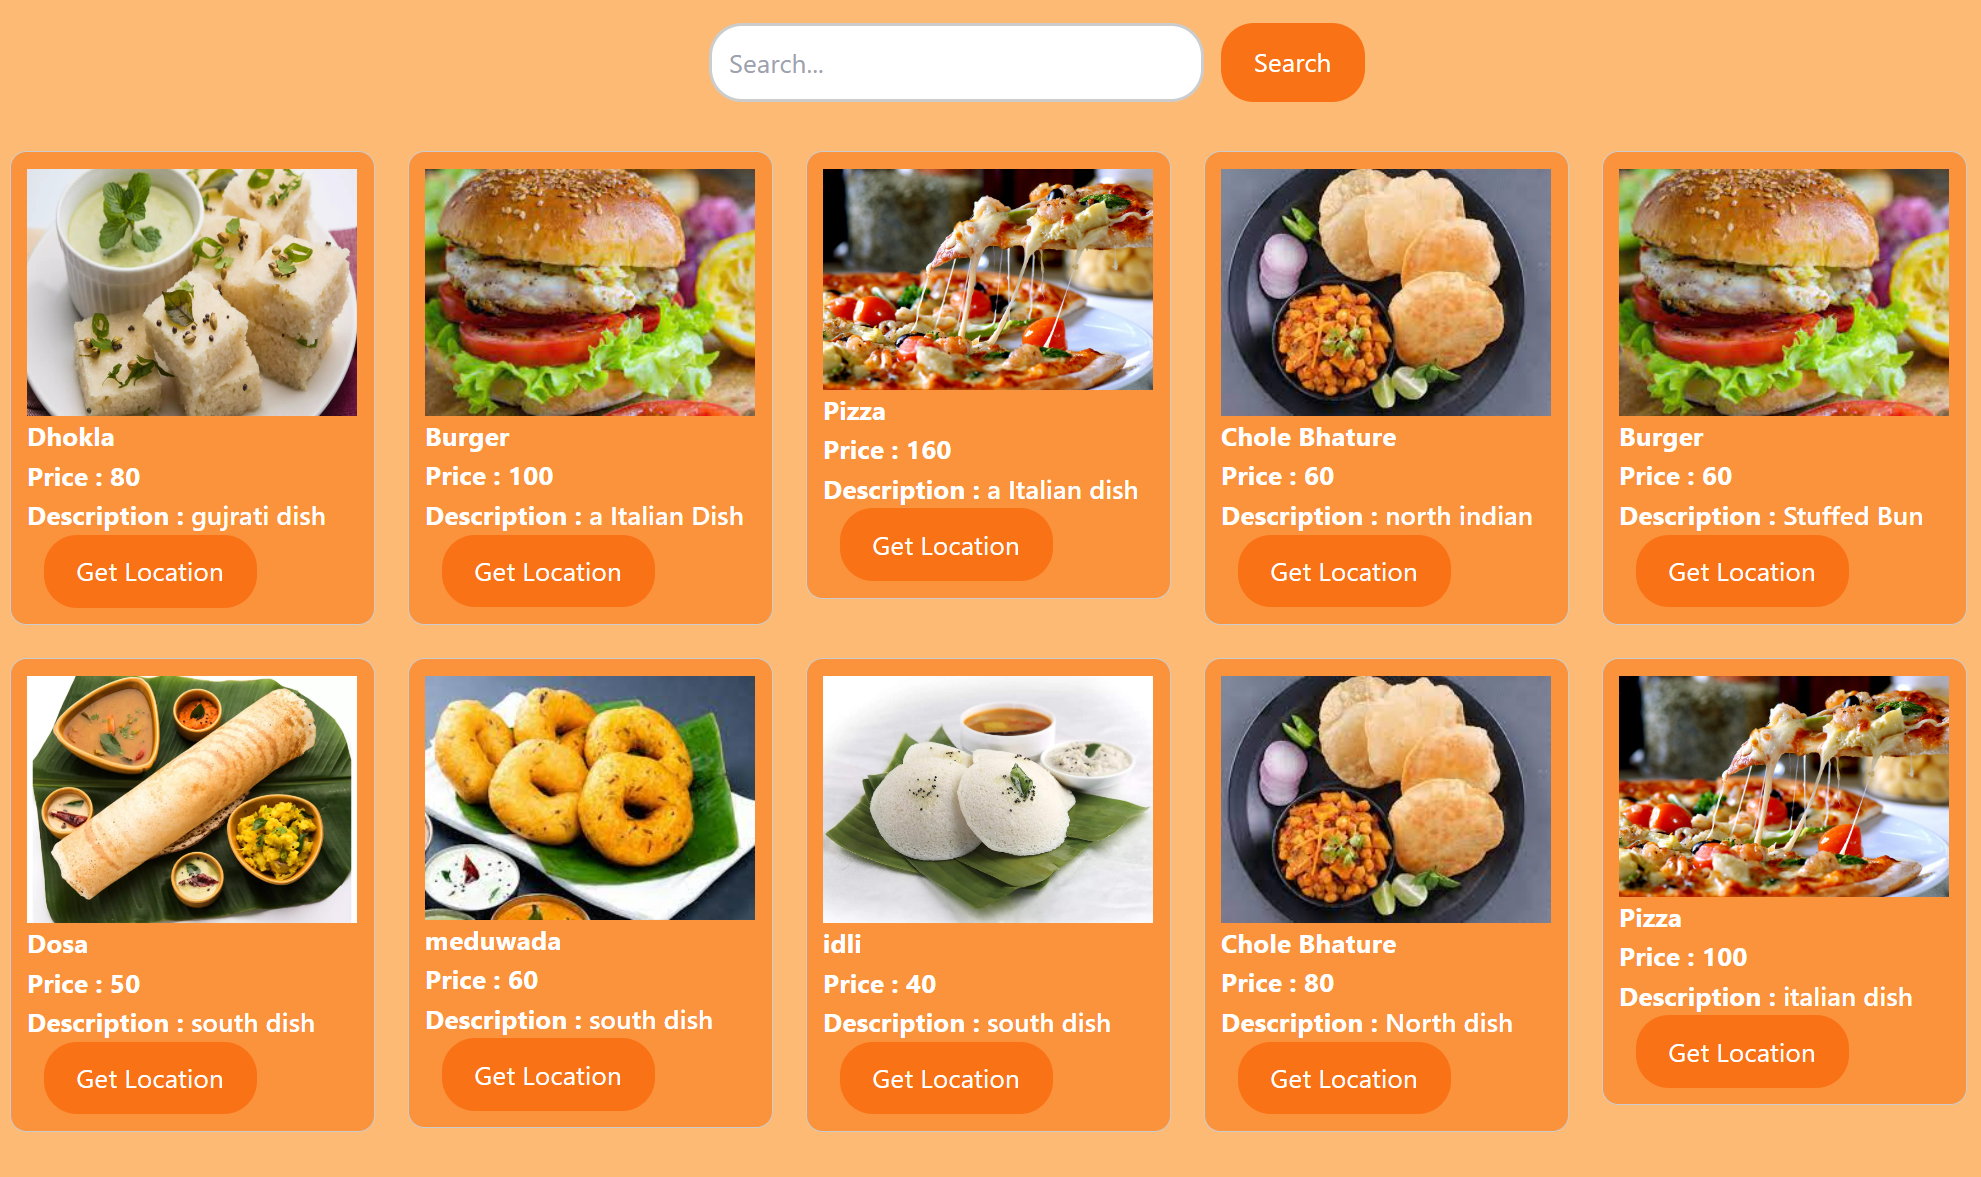 Search...
Search
Dhokla
Price : 80
Description : gujrati dish
Get Location
Burger
Price : 100
Description : a Italian Dish
Get Location
Pizza
Price : 160
Description : a Italian dish
Get Location
Chole Bhature
Price : 60
Description : north indian
Get Location
Burger
Price : 60
Description : Stuffed Bun
Get Location
Dosa
Price : 50
Description : south dish
Get Location
meduwada
Price : 60
Description : south dish
Get Location
idli
Price : 40
Description : south dish
Get Location
Chole Bhature
Price : 80
Description : North dish
Get Location
Pizza
Price : 100
Description : italian dish
Get Location